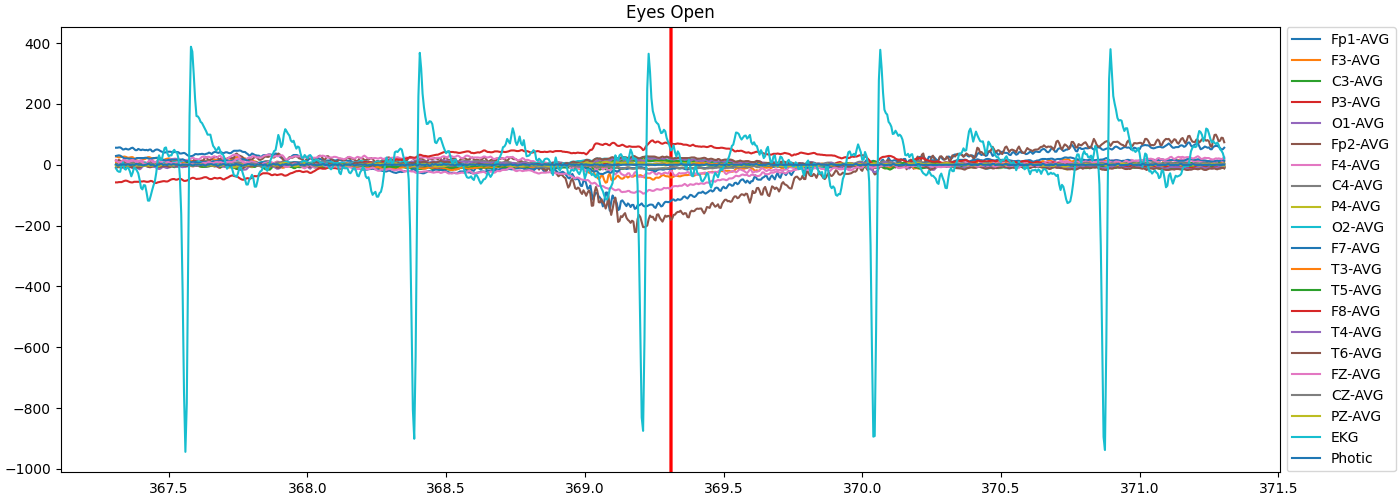 Eyes Open
400
200
0
−200
−400
−600
−800
−1000
367.5 368.0 368.5 369.0 369.5 370.0 370.5 371.0 371.5
Fp1-AVG
F3-AVG
C3-AVG
P3-AVG
O1-AVG
Fp2-AVG
F4-AVG
C4-AVG
P4-AVG
O2-AVG
F7-AVG
T3-AVG
T5-AVG
F8-AVG
T4-AVG
T6-AVG
FZ-AVG
CZ-AVG
PZ-AVG
EKG
Photic